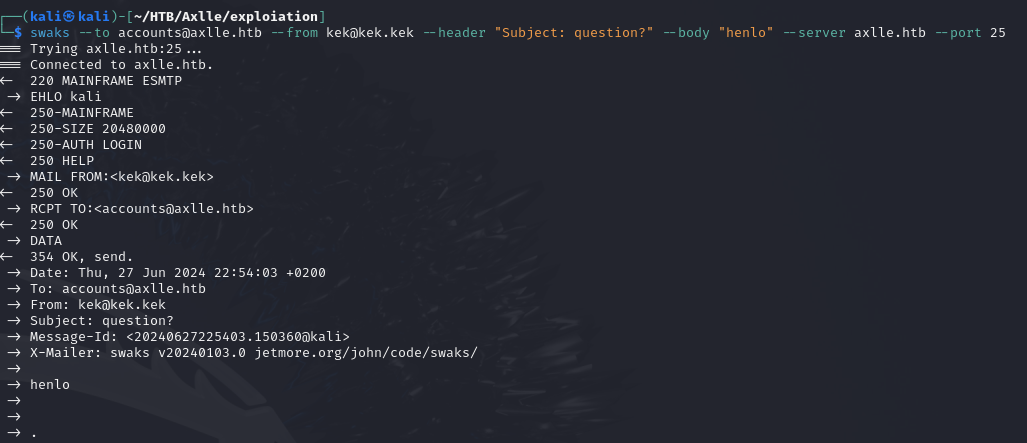 ┌──(kali㉿kali)-[~/HTB/Axlle/exploiation]
└─$ swaks --to accounts@axlle.htb --from kek@kek.kek --header "Subject: question?" --body "henlo" --server axlle.htb --port 25
=== Trying axlle.htb:25...
=== Connected to axlle.htb.
<-  220 MAINFRAME ESMTP
 -> EHLO kali
<-  250-MAINFRAME
<-  250-SIZE 20480000
<-  250-AUTH LOGIN
<-  250 HELP
 -> MAIL FROM:<kek@kek.kek>
<-  250 OK
 -> RCPT TO:<accounts@axlle.htb>
<-  250 OK
 -> DATA
<-  354 OK, send.
 -> Date: Thu, 27 Jun 2024 22:54:03 +0200
 -> To: accounts@axlle.htb
 -> From: kek@kek.kek
 -> Subject: question?
 -> Message-Id: <20240627225403.150360@kali>
 -> X-Mailer: swaks v20240103.0 jetmore.org/john/code/swaks/
 ->
 -> henlo
 ->
 ->
 -> .